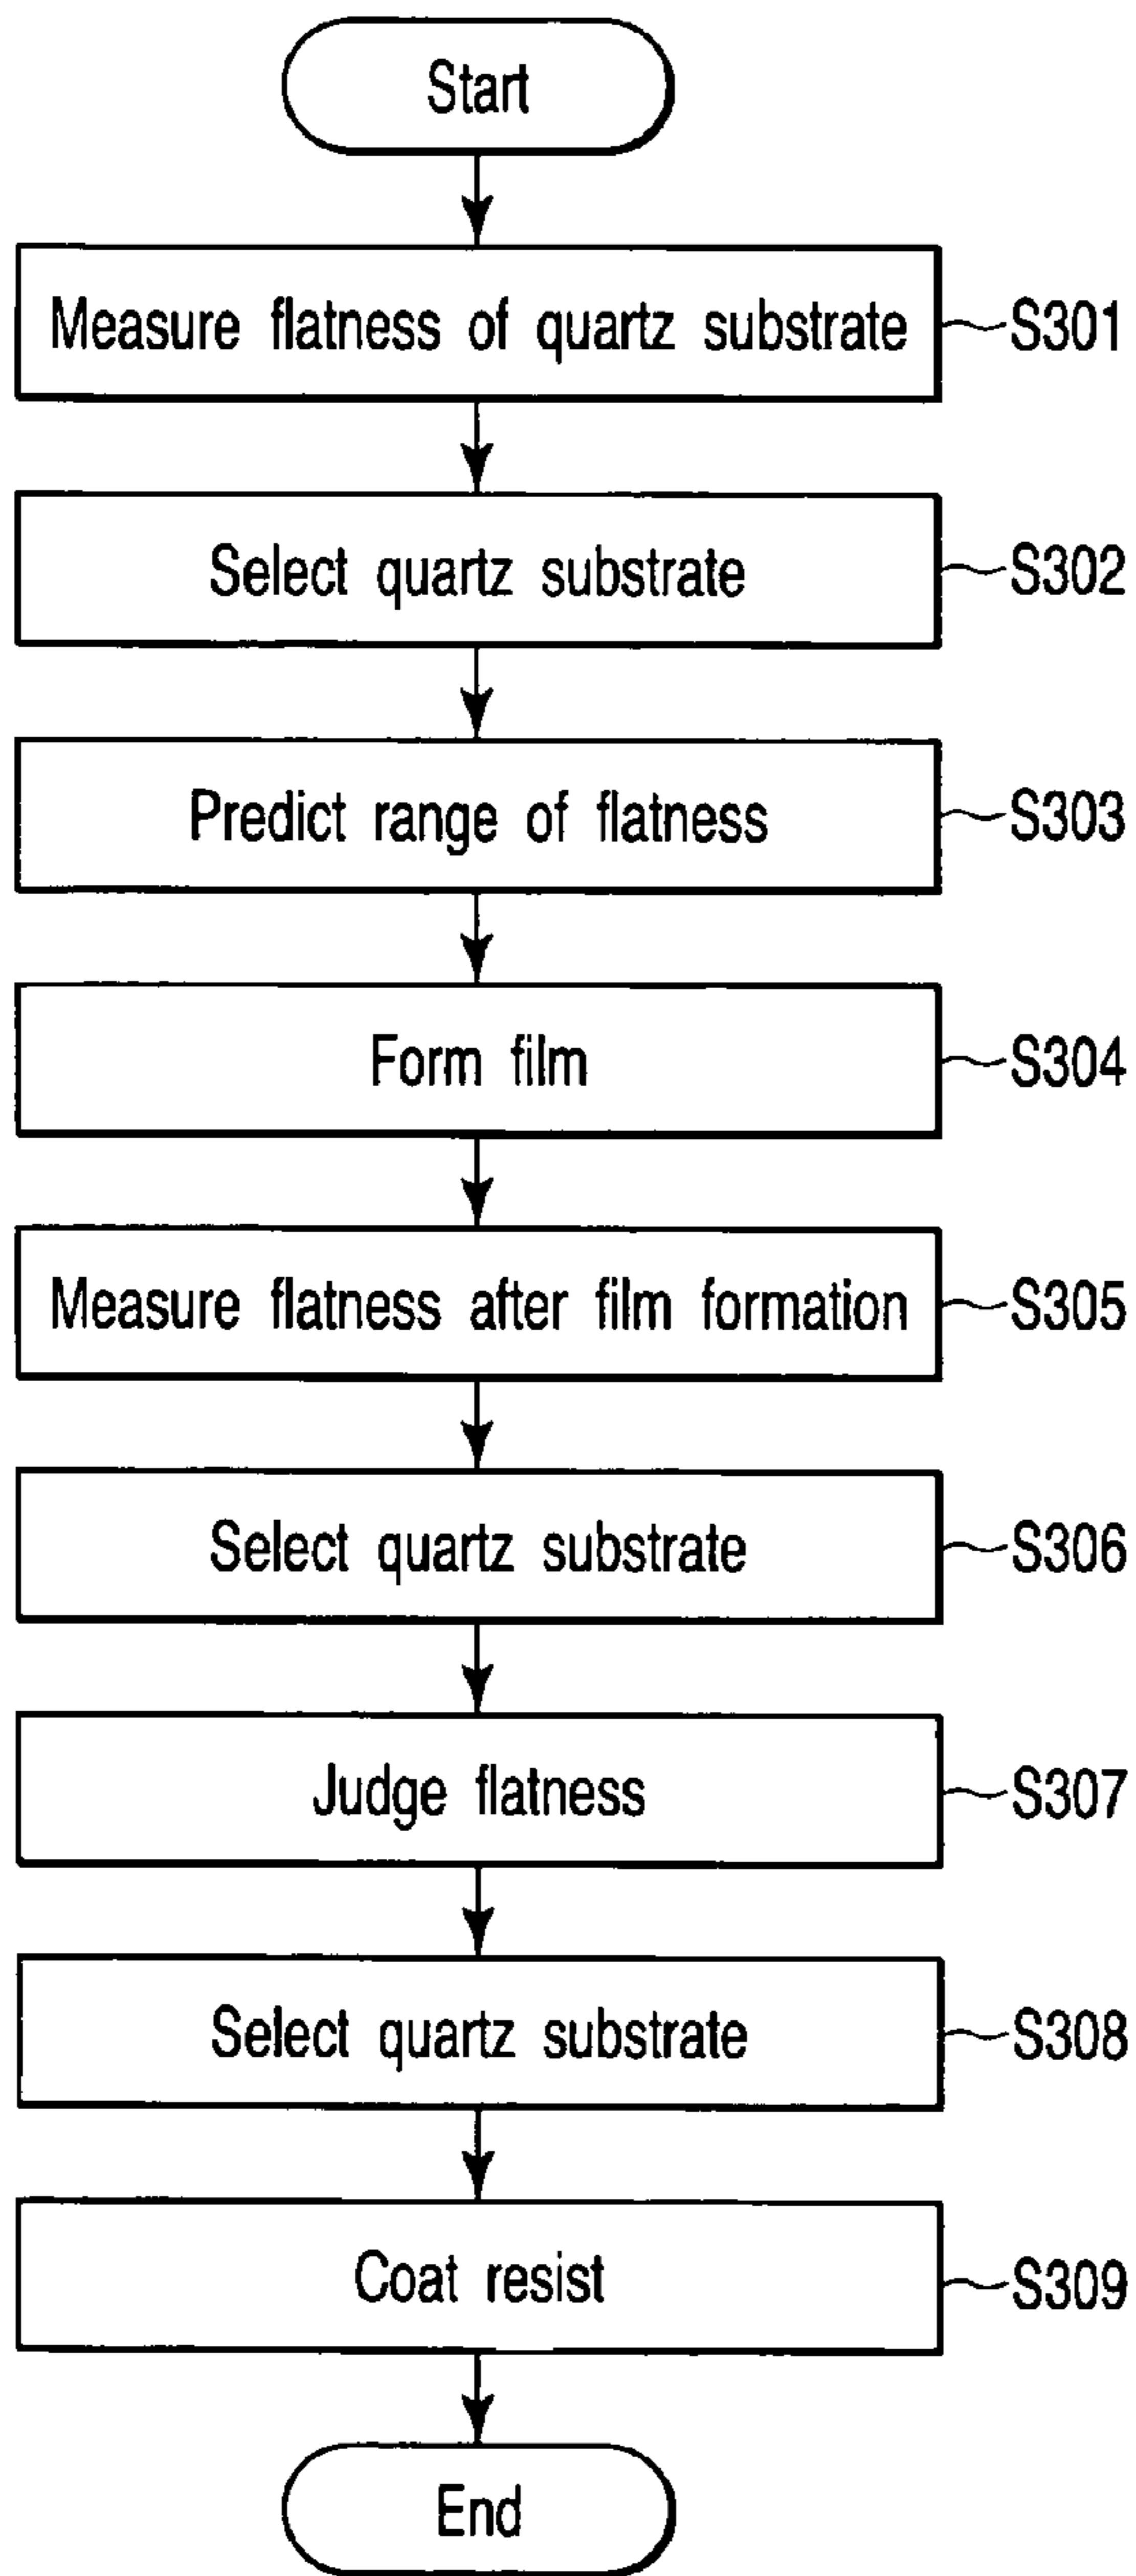 Start
Measure flatness of quartz substrate
S301
Select quartz substrate
S302
Predict range of flatness
S303
Form film
S304
Measure flatness after film formation
S305
Select quartz substrate
S306
Judge flatness
S307
Select quartz substrate
S308
Coat resist
S309
End